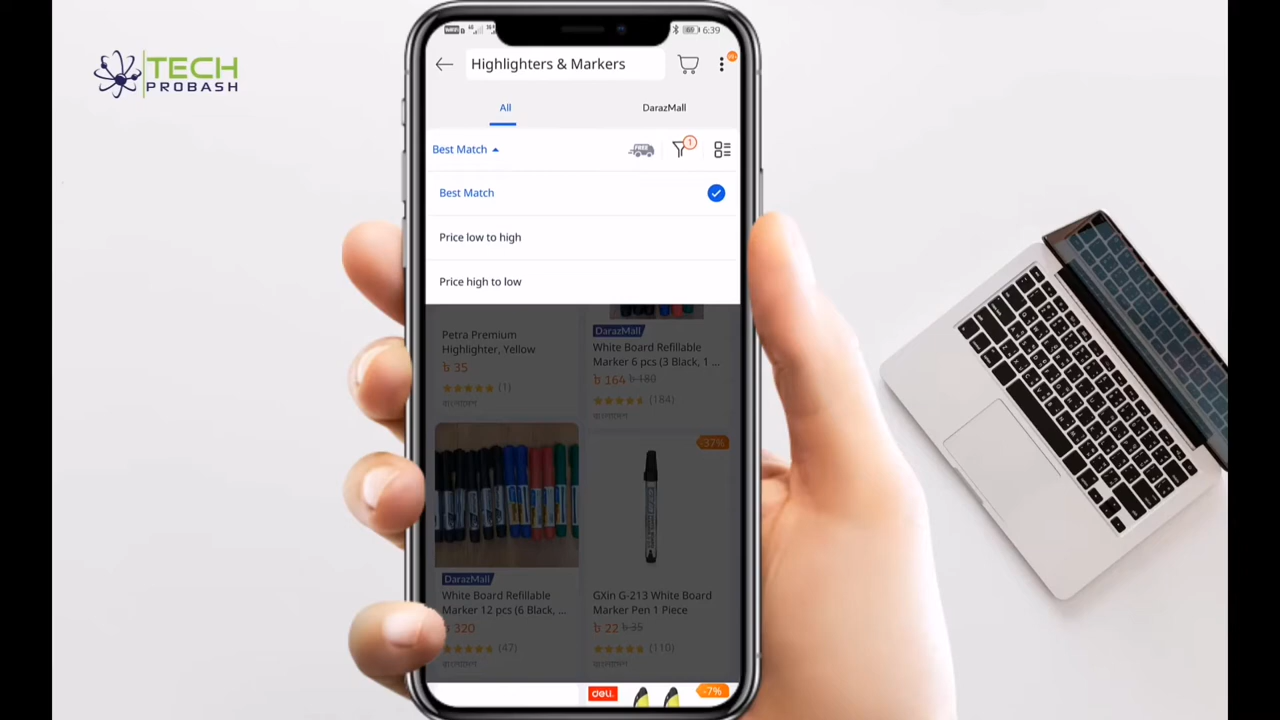 TECH
PROBASH
6:39
Highlighters & Markers
All
DarazMall
Best Match
FREE
1
Best Match
Price low to high
Price high to low
Petra Premium
Highlighter, Yellow
৳ 35
(1)
বাংলাদেশ
DarazMall
White Board Refillable
Marker 6 pcs (3 Black, 1 ...
৳ 164 ৳ 180
(184)
বাংলাদেশ
DarazMall
White Board Refillable
Marker 12 pcs (6 Black, ...
৳ 320
(47)
বাংলাদেশ
-37%
GXin G-213 White Board
Marker Pen 1 Piece
৳ 22 ৳ 35
(110)
বাংলাদেশ
deli.
-7%